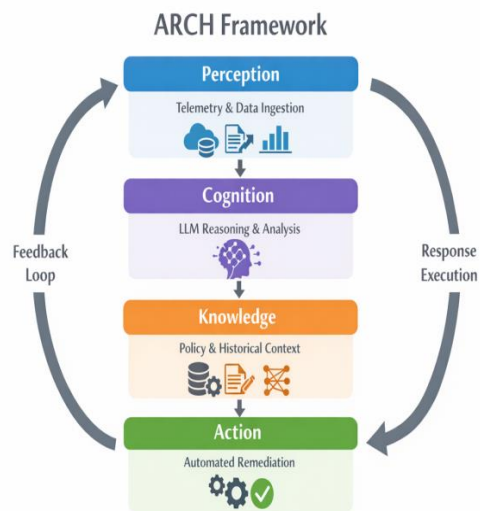 ARCH Framework
Perception
Telemetry & Data Ingestion
Cognition
LLM Reasoning & Analysis
Feedback
Loop
Response
Execution
Knowledge
Policy & Historical Context
Action
Automated Remediation